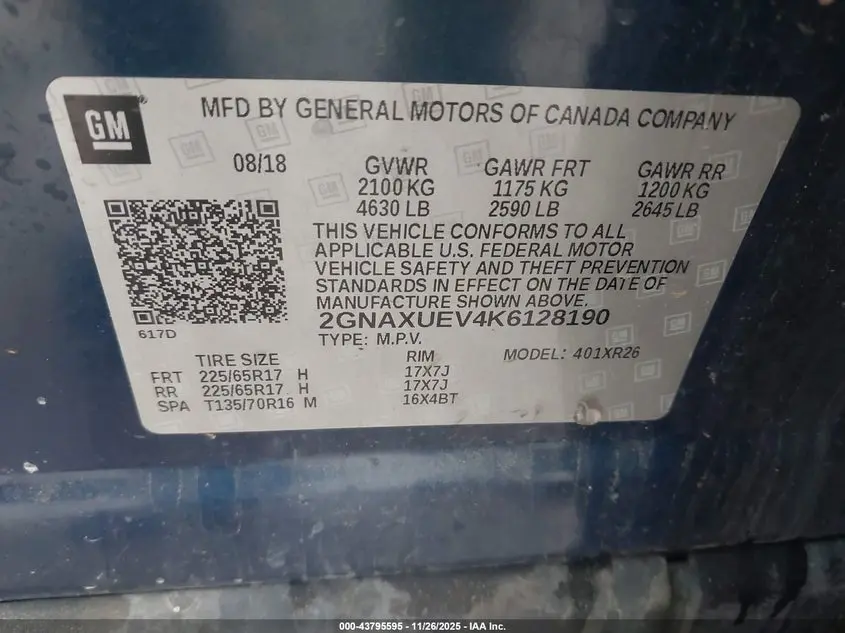 GM
MFD BY GENERAL MOTORS OF CANADA COMPANY
08/18 GVWR GAWR FRT GAWR RR
2100 KG 1175 KG 1200 KG
4630 LB 2590 LB 2645 LB
THIS VEHICLE CONFORMS TO ALL
APPLICABLE U.S. FEDERAL MOTOR
VEHICLE SAFETY AND THEFT PREVENTION
STANDARDS IN EFFECT ON THE DATE OF
MANUFACTURE SHOWN ABOVE.
617D
2GNAXUEV4K6128190
TYPE: M.P.V.
TIRE SIZE RIM MODEL: 401XR26
FRT 225/65R17 H 17X7J
RR 225/65R17 H 17X7J
SPA T135/70R16 M 16X4BT
000-43795595 - 11/26/2025 - IAA Inc.